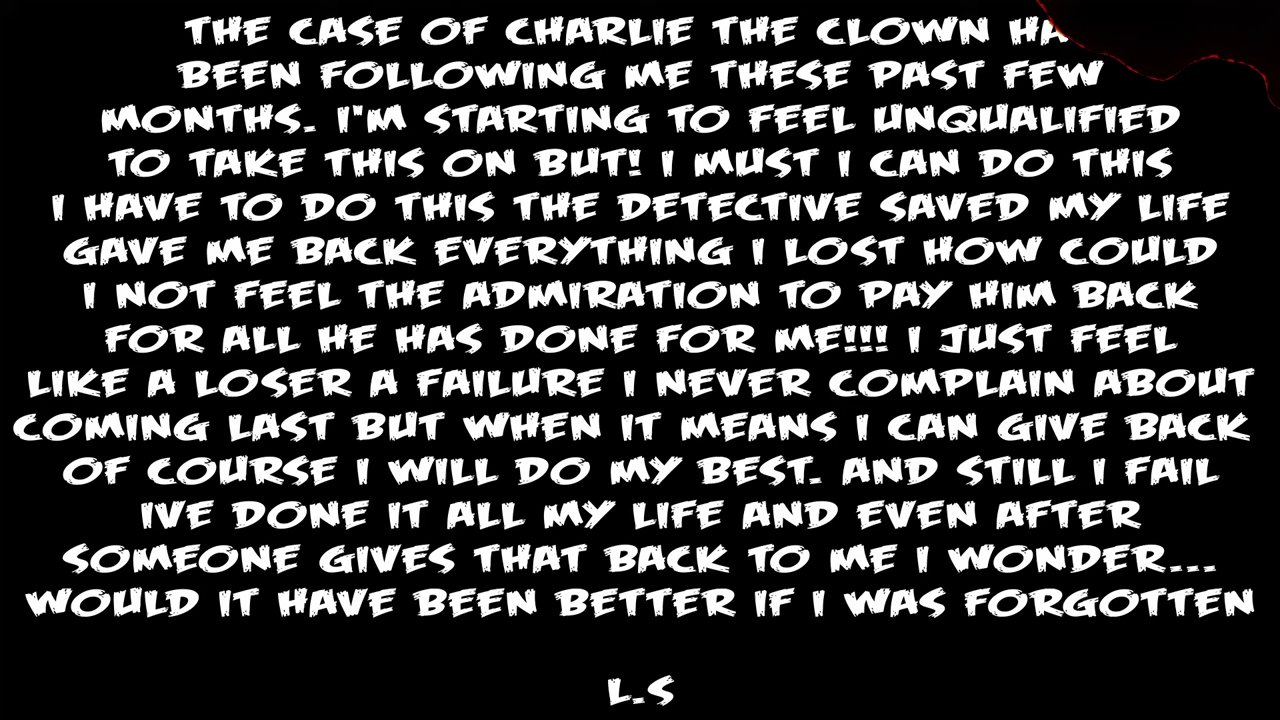 THE CASE OF CHARLIE THE CLOWN HA
BEEN FOLLOWING ME THESE PAST FEW
MONTHS. I'M STARTING TO FEEL UNQUALIFIED
TO TAKE THIS ON BUT! I MUST I CAN DO THIS
I HAVE TO DO THIS THE DETECTIVE SAVED MY LIFE
GAVE ME BACK EVERYTHING I LOST HOW COULD
I NOT FEEL THE ADMIRATION TO PAY HIM BACK
FOR ALL HE HAS DONE FOR ME!!! I JUST FEEL
LIKE A LOSER A FAILURE I NEVER COMPLAIN ABOUT
COMING LAST BUT WHEN IT MEANS I CAN GIVE BACK
OF COURSE I WILL DO MY BEST. AND STILL I FAIL
IVE DONE IT ALL MY LIFE AND EVEN AFTER
SOMEONE GIVES THAT BACK TO ME I WONDER...
WOULD IT HAVE BEEN BETTER IF I WAS FORGOTTEN
L.S